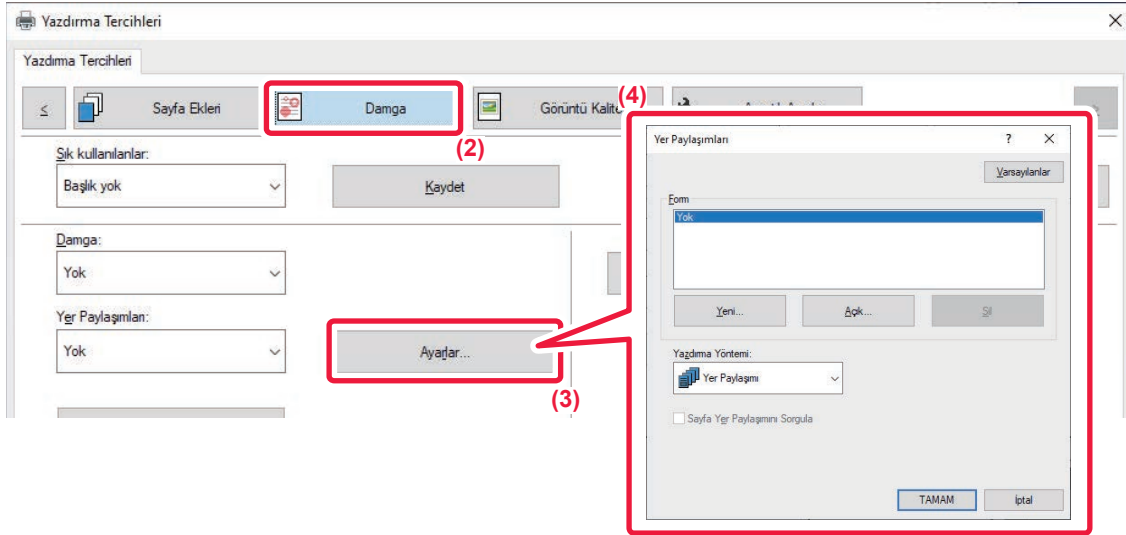 Yazdırma Tercihleri
Yazdırma Tercihleri
Sayfa Ekleri
Damga
Görüntü Kalite
(4)
(2)
Sık kullanılanlar:
Başlık yok
Kaydet
Damga:
Yok
Yer Paylaşımları:
Yok
Ayarlar...
(3)
Yer Paylaşımları
?
Varsayılanlar
Form
Yok
Yeni...
Açık...
Sil
Yazdırma Yöntemi:
Yer Paylaşımı
Sayfa Yer Paylaşımını Sorgula
TAMAM
İptal